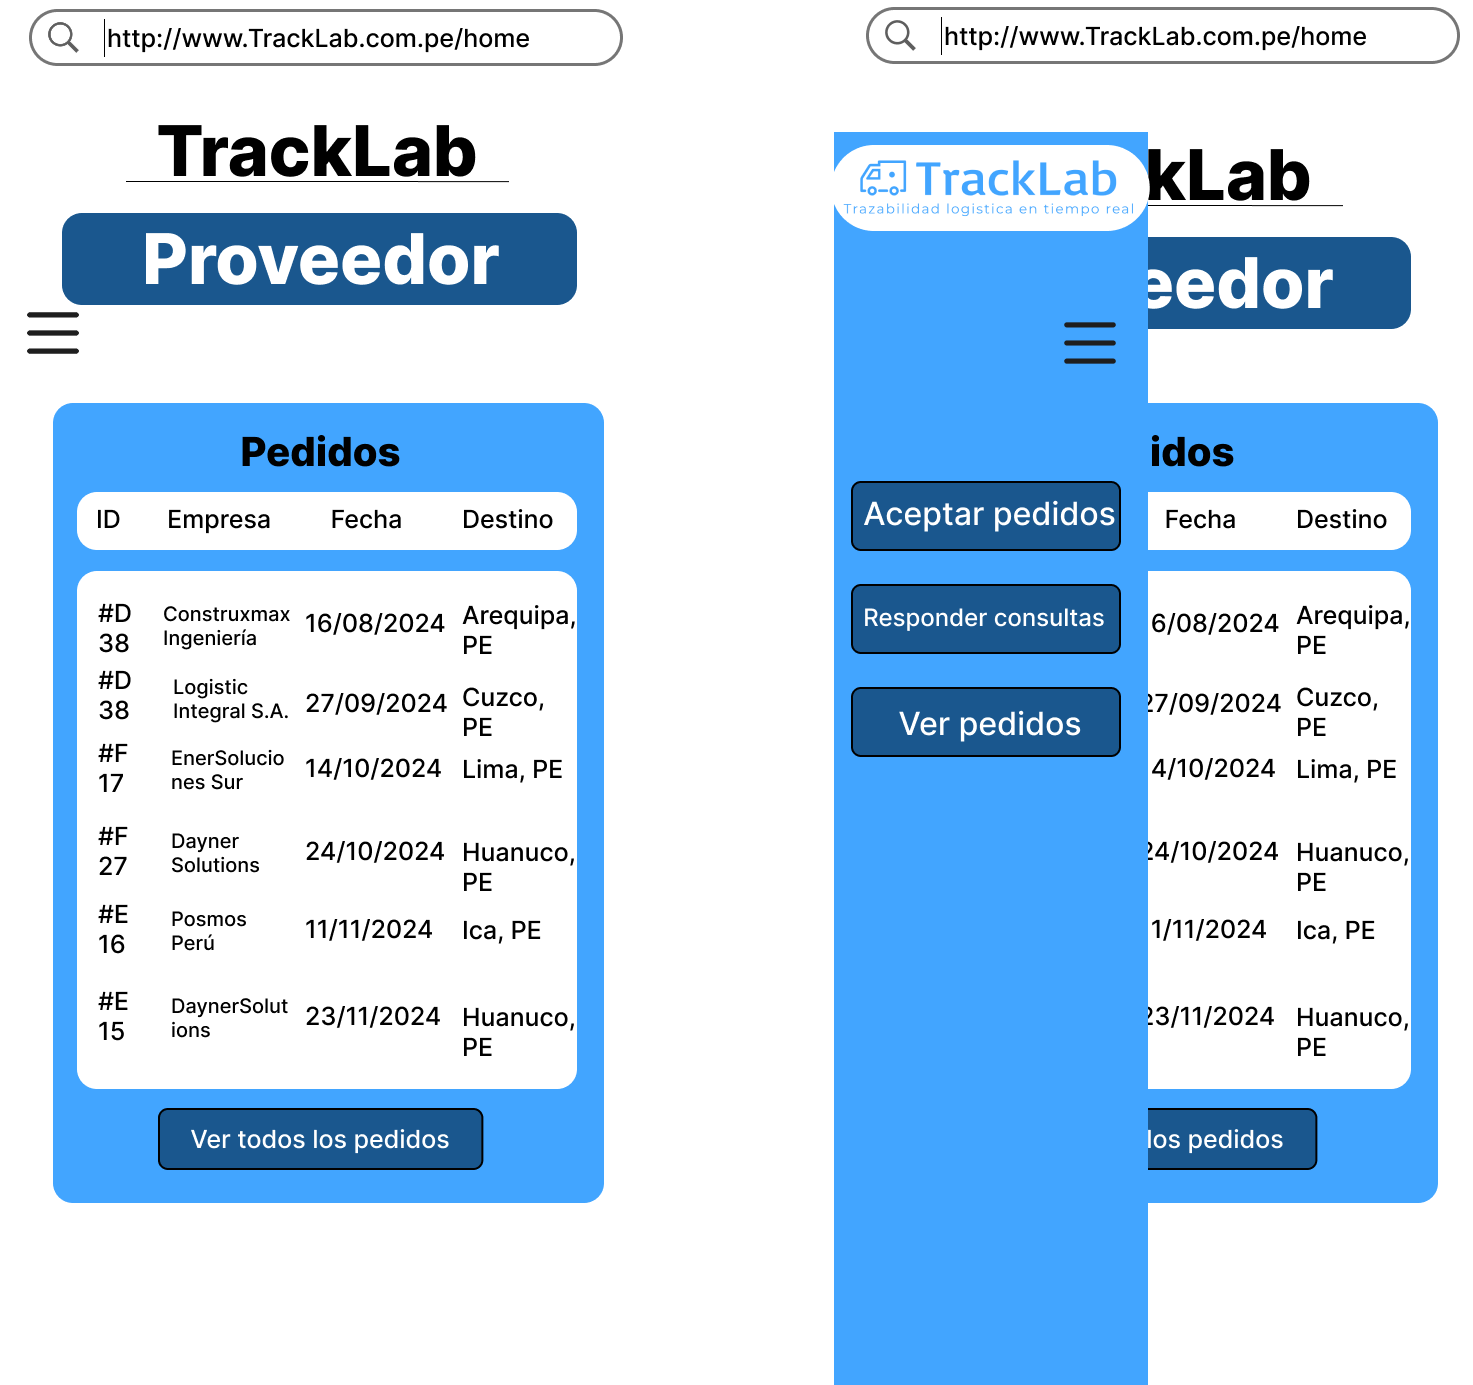 http://www.TrackLab.com.pe/home
TrackLab
Proveedor
Pedidos
ID Empresa Fecha Destino
#D
38
Construxmax
Ingeniería
16/08/2024
Arequipa,
PE
#D
38
Logistic
Integral S.A.
27/09/2024
Cuzco,
PE
#F
17
EnerSolucio
nes Sur
14/10/2024
Lima, PE
#F
27
Dayner
Solutions
24/10/2024
Huanuco,
PE
#E
16
Posmos
Perú
11/11/2024
Ica, PE
#E
15
DaynerSolut
ions
23/11/2024
Huanuco,
PE
Ver todos los pedidos
http://www.TrackLab.com.pe/home
TrackLab
Trazabilidad logistica en tiempo real
Aceptar pedidos
Responder consultas
Ver pedidos
kLab
eedor
idos
Fecha Destino
6/08/2024
Arequipa,
PE
27/09/2024
Cuzco,
PE
4/10/2024
Lima, PE
24/10/2024
Huanuco,
PE
1/11/2024
Ica, PE
23/11/2024
Huanuco,
PE
los pedidos